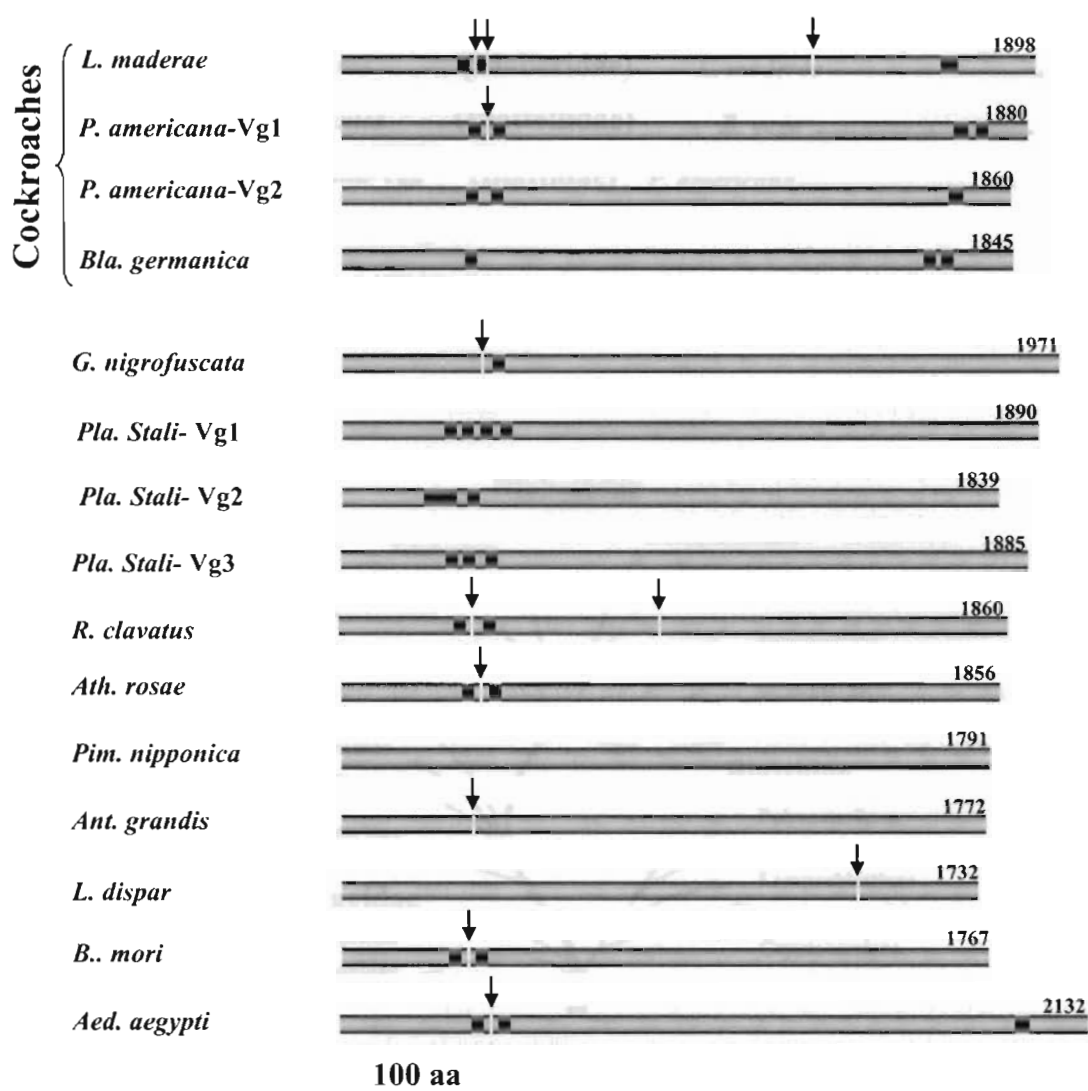 Cockroaches
L. maderae 1898
P. americana-Vg1 1880
P. americana-Vg2 1860
Bla. germanica 1845
G. nigrofuscata 1971
Pla. Stali- Vg1 1890
Pla. Stali- Vg2 1839
Pla. Stali- Vg3 1885
R. clavatus 1860
Ath. rosae 1856
Pim. nipponica 1791
Ant. grandis 1772
L. dispar 1732
B.. mori 1767
Aed. aegypti 2132
100 aa